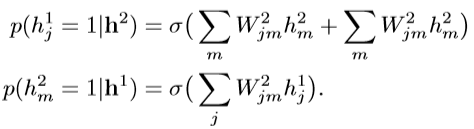 p(h_j^1 = 1|𝐡^2) = σ(∑_m W_{jm}^2 h_m^2 + ∑_m W_{jm}^2 h_m^2)
p(h_m^2 = 1|𝐡^1) = σ(∑_j W_{jm}^2 h_j^1).